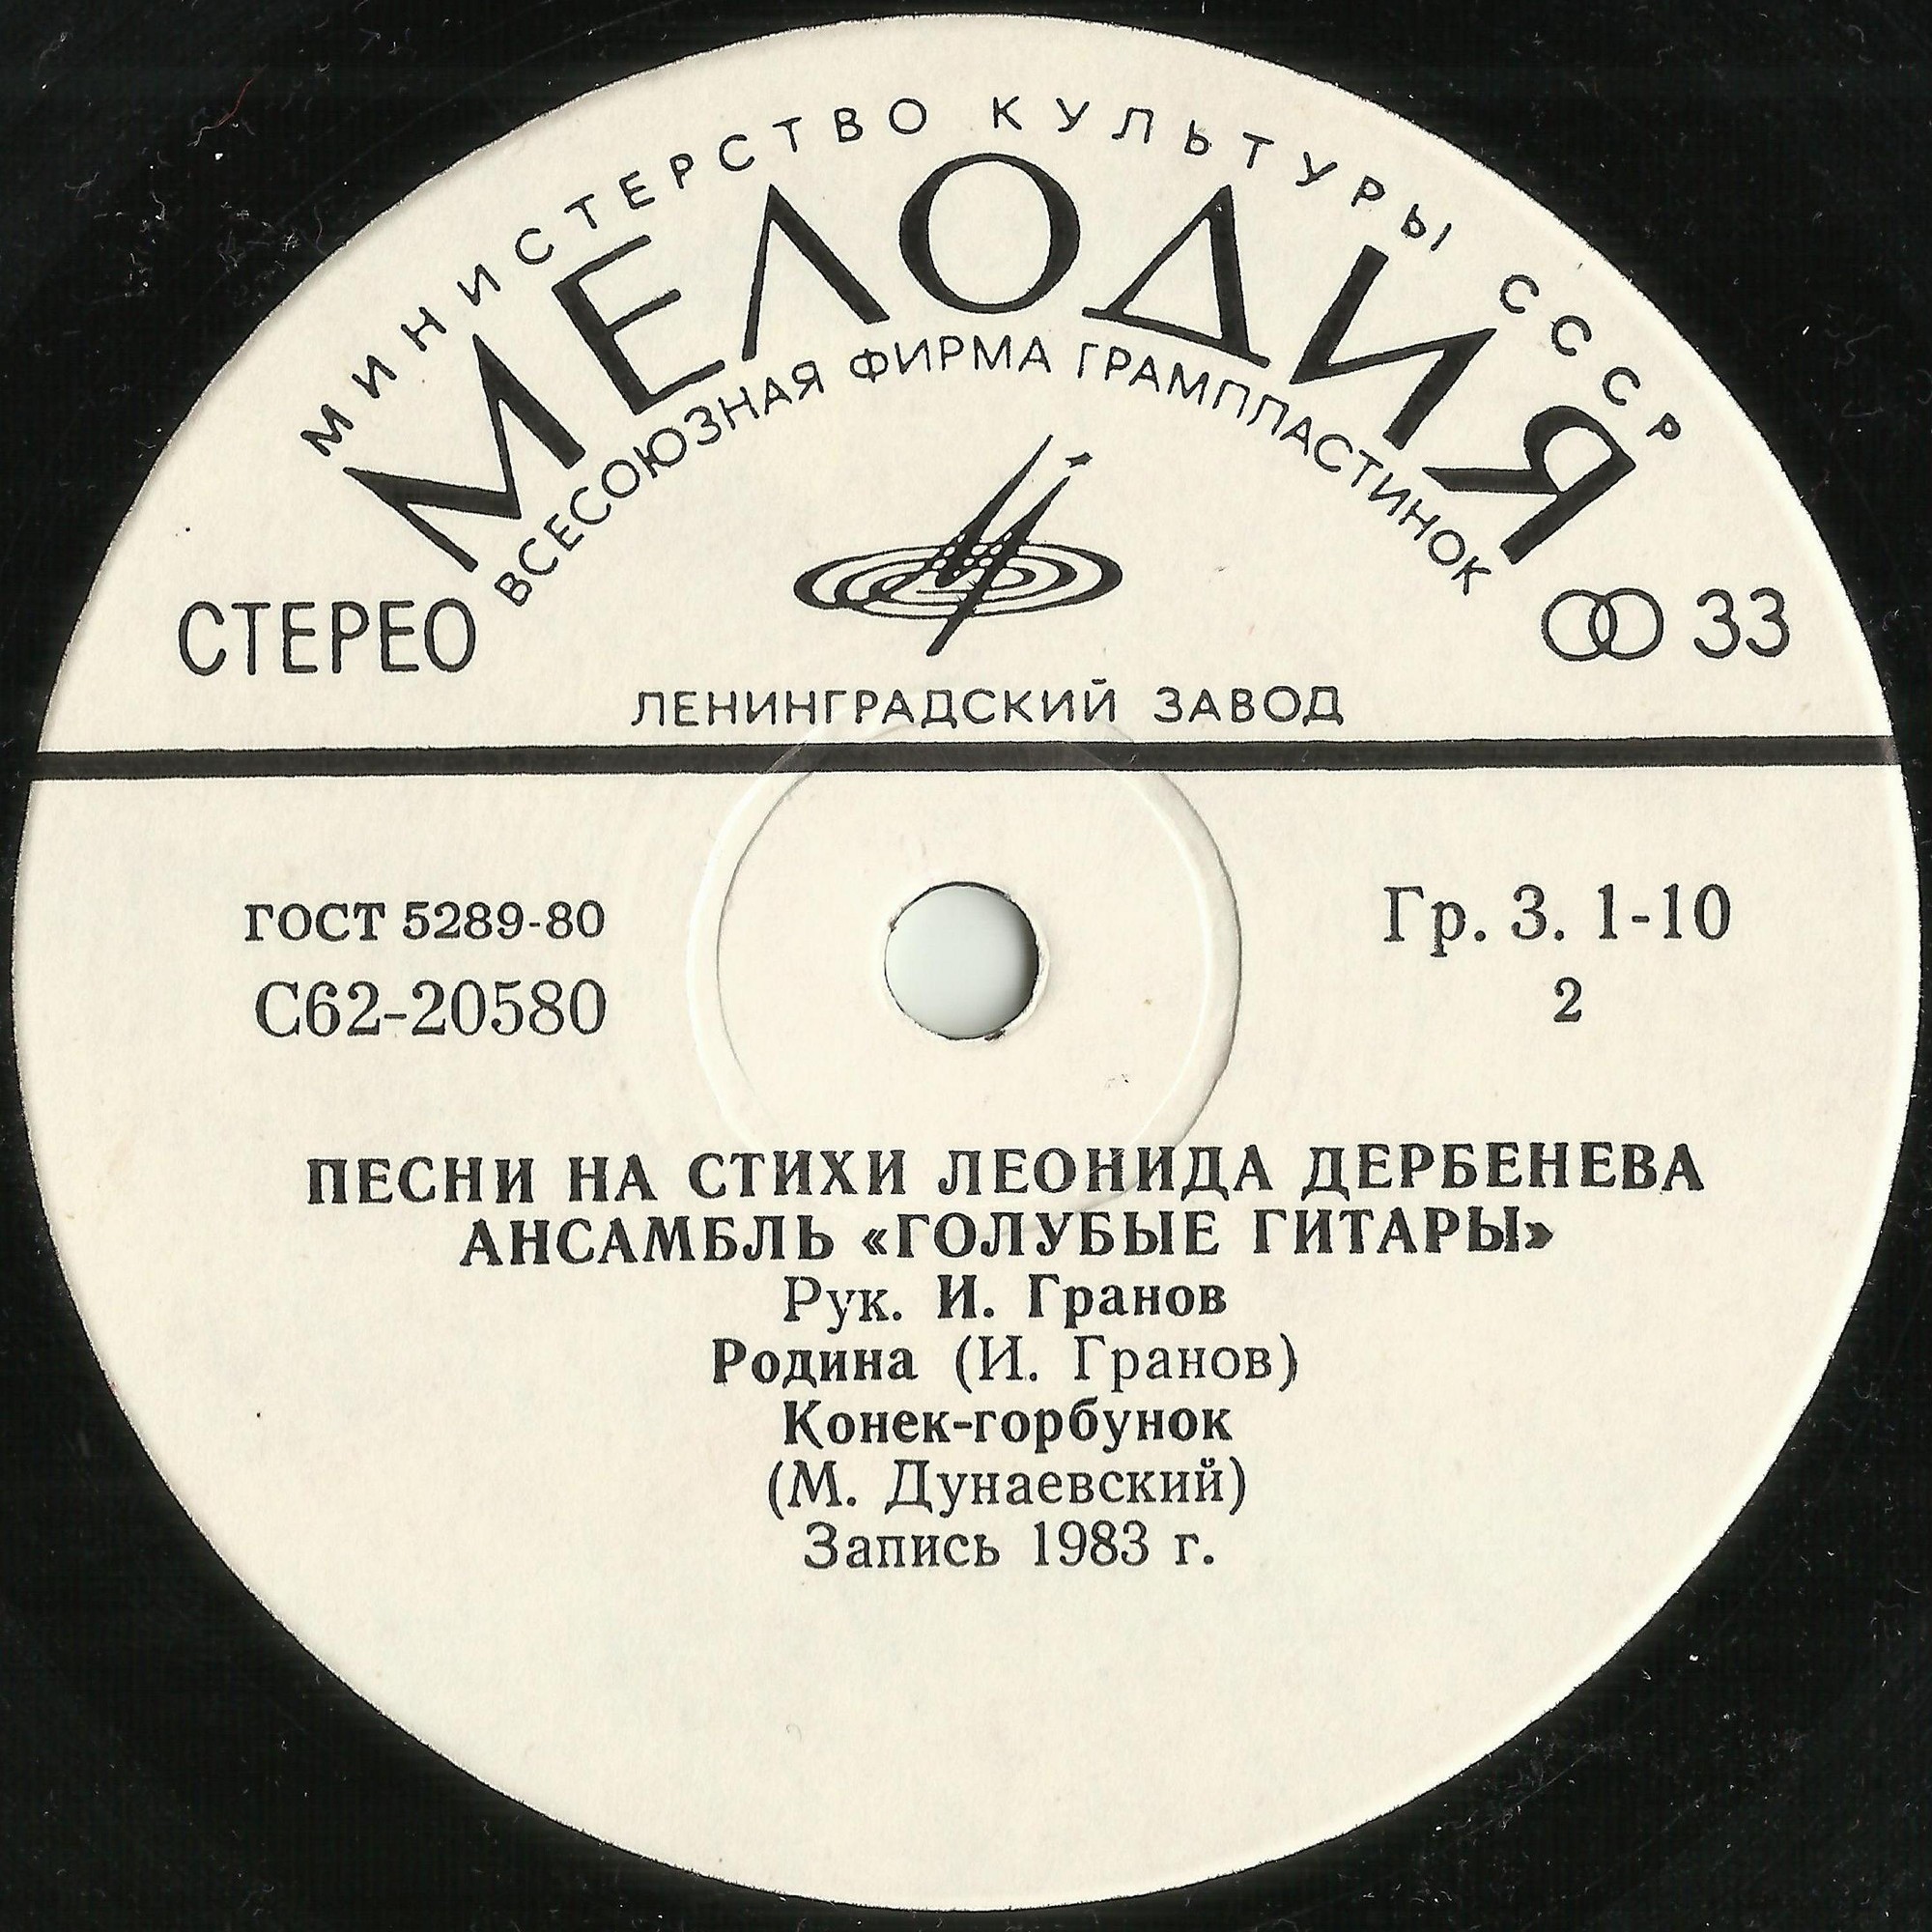 МИНИСТЕРСТВО КУЛЬТУРЫ СССР
МЕЛОДИЯ
ВСЕСОЮЗНАЯ ФИРМА ГРАМПЛАСТИНОК
СТЕРЕО
33
ЛЕНИНГРАДСКИЙ ЗАВОД
ГОСТ 5289-80
С62-20580
Гр. 3. 1-10
2
ПЕСНИ НА СТИХИ ЛЕОНИДА ДЕРБЕНЕВА
АНСАМБЛЬ «ГОЛУБЫЕ ГИТАРЫ»
Рук. И. Гранов
Родина (И. Гранов)
Конек-горбунок
(М. Дунаевский)
Запись 1983 г.